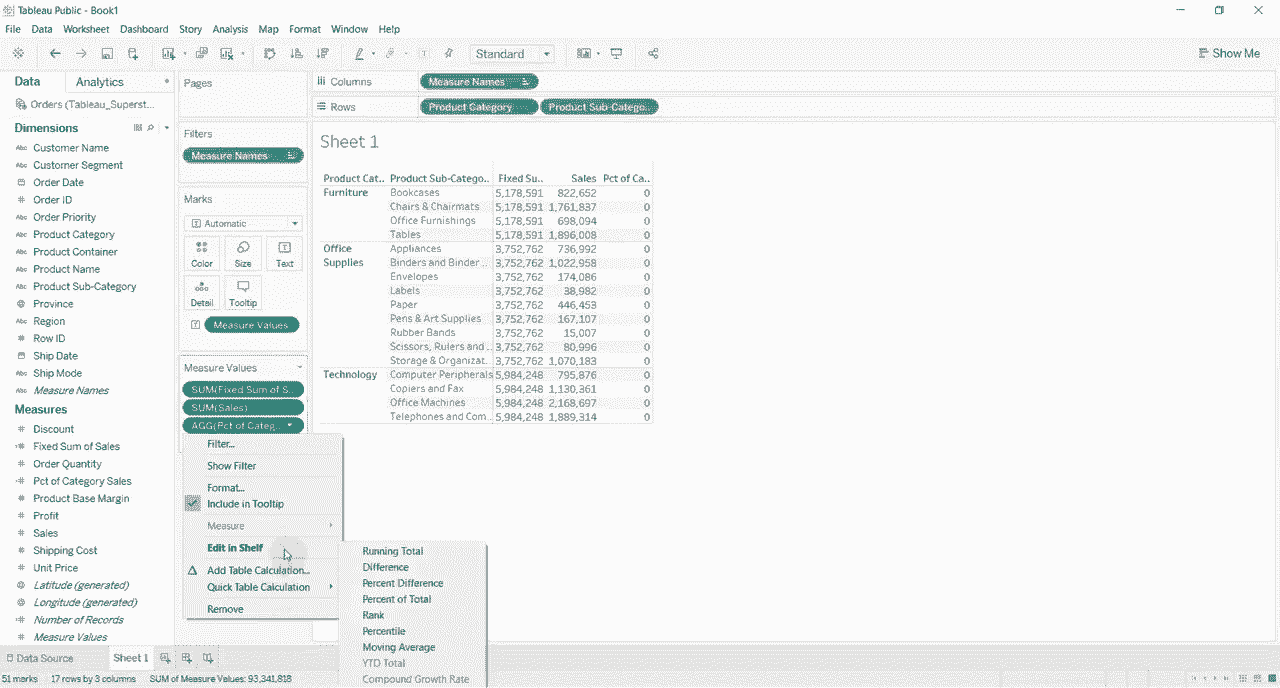 Tableau Public - Book1
File Data Worksheet Dashboard Story Analysis Map Format Window Help
Standard
Show Me
Data Analytics
Orders (Tableau_Superst...
Dimensions
Customer Name
Customer Segment
Order Date
Order ID
Order Priority
Product Category
Product Container
Product Name
Product Sub-Category
Province
Region
Row ID
Ship Date
Ship Mode
Measure Names
Measures
Discount
Fixed Sum of Sales
Order Quantity
Pct of Category Sales
Product Base Margin
Profit
Sales
Shipping Cost
Unit Price
Latitude (generated)
Longitude (generated)
Number of Records
Measure Values
Pages
Filters
Measure Names
Marks
Automatic
Color Size Text
Detail Tooltip
Measure Values
Measure Values
SUM(Fixed Sum of S..
SUM(Sales)
AGG(Pct of Categ..
Filter...
Show Filter
Format...
Include in Tooltip
Measure
Edit in Shelf
Add Table Calculation...
Quick Table Calculation
Remove
Running Total
Difference
Percent Difference
Percent of Total
Rank
Percentile
Moving Average
YTD Total
Compound Growth Rate
Columns Measure Names
Rows Product Category Product Sub-Catego..
Sheet 1
Product Cat.. Product Sub-Catego.. Fixed Su.. Sales Pct of Ca..
Furniture Bookcases 5,178,591 822,652 0
Chairs & Chairmats 5,178,591 1,761,837 0
Office Furnishings 5,178,591 698,094 0
Tables 5,178,591 1,896,008 0
Office Appliances 3,752,762 736,992 0
Supplies Binders and Binder .. 3,752,762 1,022,958 0
Envelopes 3,752,762 174,086 0
Labels 3,752,762 38,982 0
Paper 3,752,762 446,453 0
Pens & Art Supplies 3,752,762 167,107 0
Rubber Bands 3,752,762 15,007 0
Scissors, Rulers and .. 3,752,762 80,996 0
Storage & Organizat.. 3,752,762 1,070,183 0
Technology Computer Peripherals 5,984,248 795,876 0
Copiers and Fax 5,984,248 1,130,361 0
Office Machines 5,984,248 2,168,697 0
Telephones and Com.. 5,984,248 1,889,314 0
Data Source Sheet 1
51 marks 17 rows by 3 columns SUM of Measure Values: 93,341,818